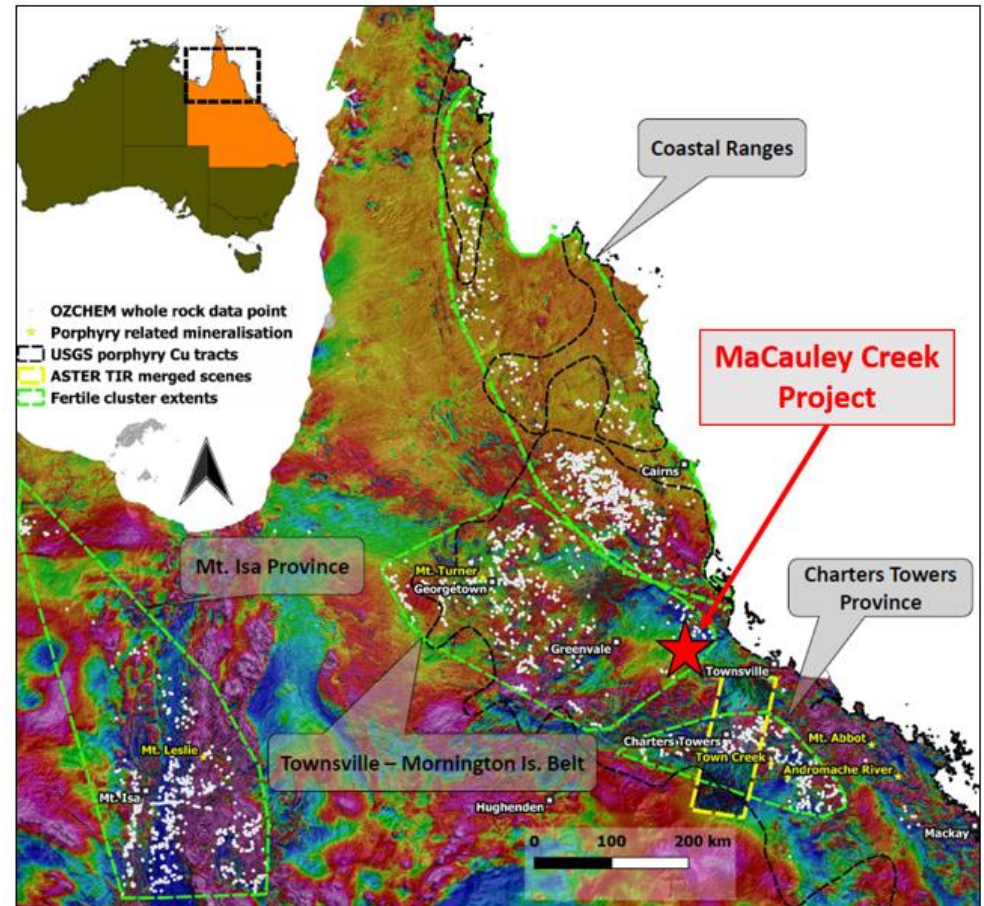 Coastal Ranges
OZCHEM whole rock data point
Porphyry related mineralisation
USGS porphyry Cu tracts
ASTER TIR merged scenes
Fertile cluster extents
MaCauley Creek
Project
Cairns
Mt. Isa Province
Charters Towers
Province
Mt. Turner
Georgetown
Greenvale
Townsville
Charters Towers
Mt. Abbot
Town Creek
Andromache River
Mt. Leslie
Townsville – Mornington Is. Belt
Mt. Isa
Hughenden
Mackay
0 100 200 km